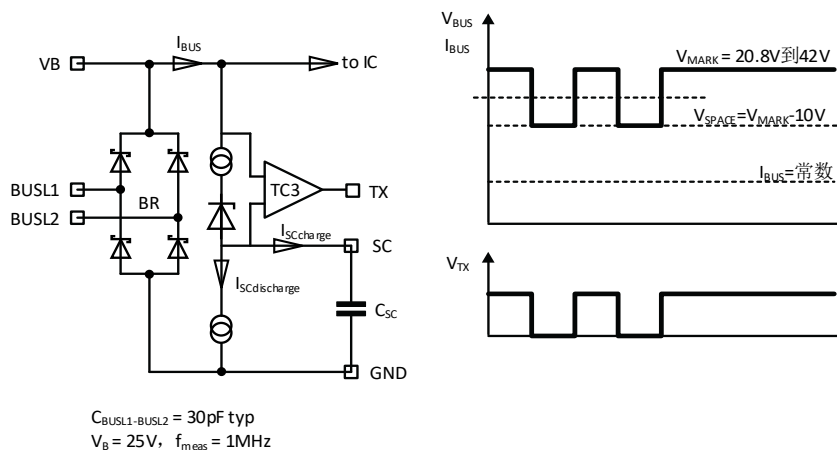 VB
I_BUS
to IC
BUSL1
BUSL2
BR
TC3
TX
I_SCcharge
SC
I_SCdischarge
C_SC
GND
C_BUSL1-BUSL2 = 30pF typ
V_B = 25V，f_meas = 1MHz
V_BUS
I_BUS
V_MARK = 20.8V到42V
V_SPACE=V_MARK-10V
I_BUS=常数
V_TX